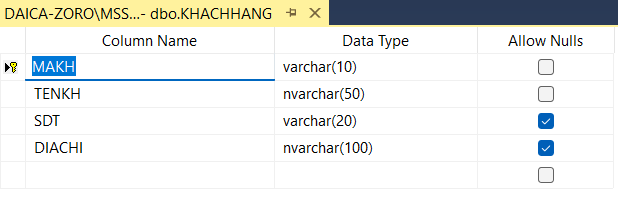 DAICA-ZORO\MSS...- dbo.KHACHHANG
Column Name Data Type Allow Nulls
MAKH varchar(10)
TENKH nvarchar(50)
SDT varchar(20)
DIACHI nvarchar(100)